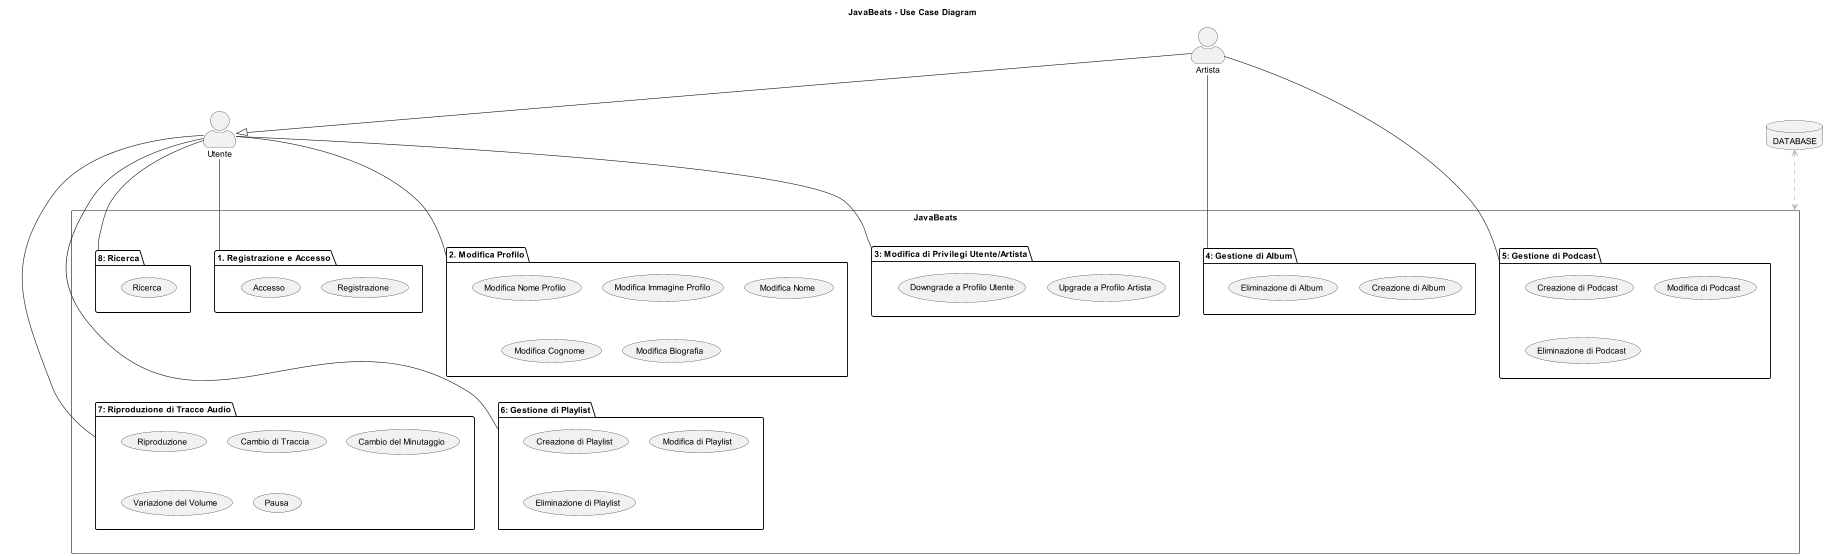 JavaBeats - Use Case Diagram
Artista
Utente
DATABASE
JavaBeats
8: Ricerca
Ricerca
1. Registrazione e Accesso
Accesso
Registrazione
2. Modifica Profilo
Modifica Nome Profilo
Modifica Immagine Profilo
Modifica Nome
Modifica Cognome
Modifica Biografia
3: Modifica di Privilegi Utente/Artista
Downgrade a Profilo Utente
Upgrade a Profilo Artista
4: Gestione di Album
Eliminazione di Album
Creazione di Album
5: Gestione di Podcast
Creazione di Podcast
Modifica di Podcast
Eliminazione di Podcast
7: Riproduzione di Tracce Audio
Riproduzione
Cambio di Traccia
Cambio del Minutaggio
Variazione del Volume
Pausa
6: Gestione di Playlist
Creazione di Playlist
Modifica di Playlist
Eliminazione di Playlist